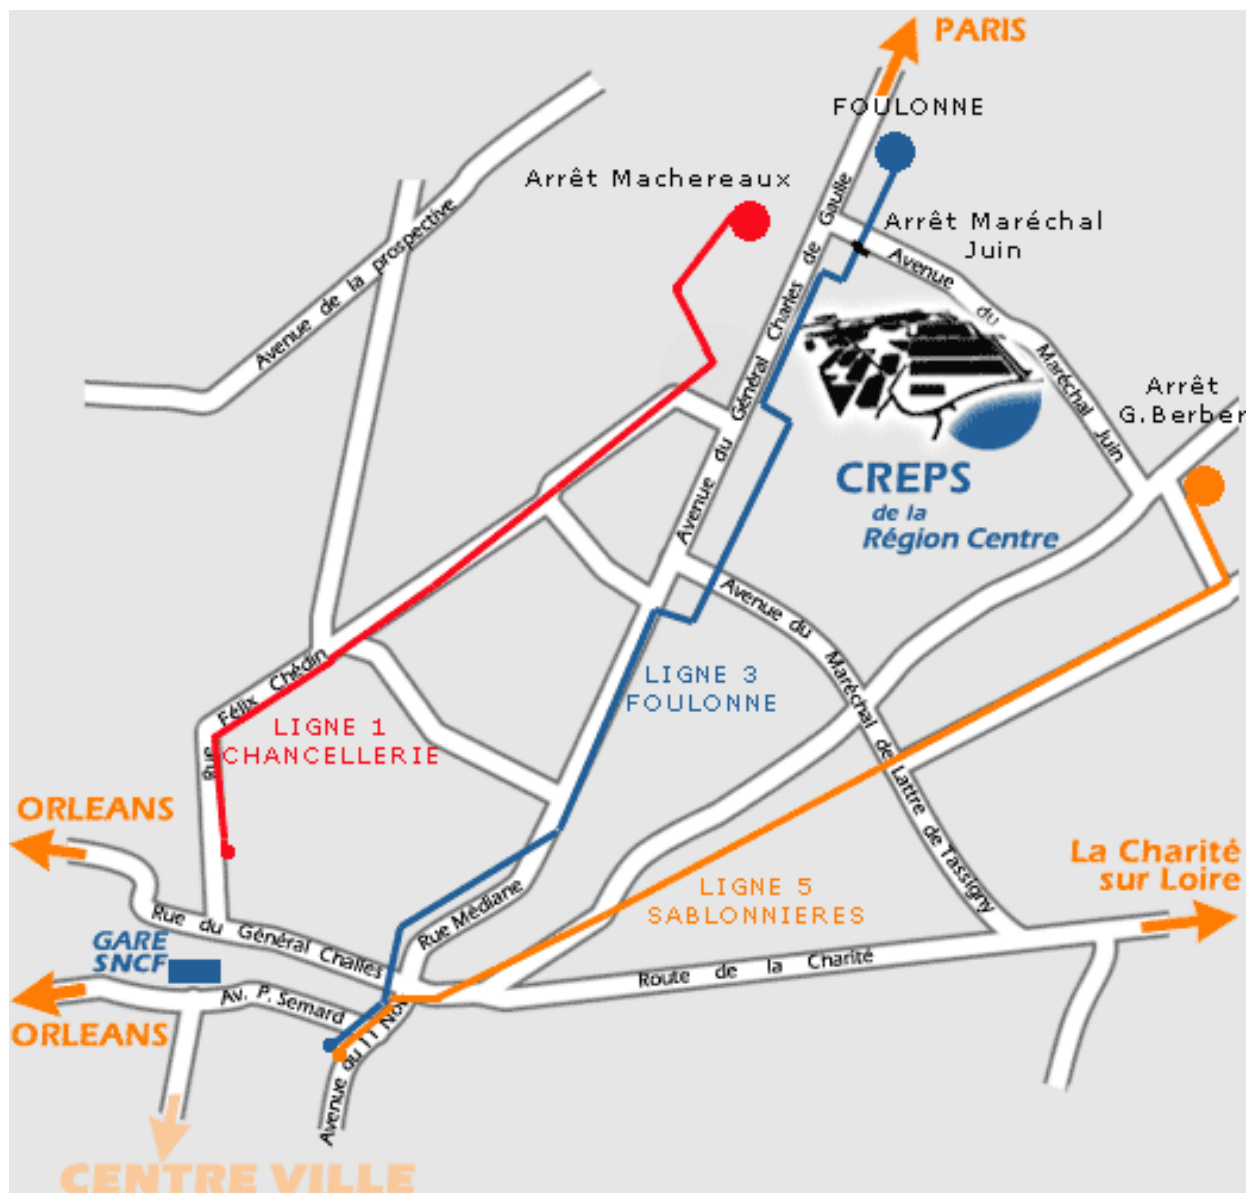 PARIS
FOULONNE
Arrêt Machereaux
Arrêt Maréchal
Juin
Avenue de la prospective
Avenue du Général Charles de Gaulle
Avenue du Maréchal Juin
Arrêt
G.Berber
CREPS
de la
Région Centre
Avenue du Maréchal de Lattre de Tassigny
LIGNE 3
FOULONNE
Rue Félix Chédin
LIGNE 1
CHANCELLERIE
ORLEANS
La Charité
sur Loire
LIGNE 5
SABLONNIERES
Rue Médiane
Rue du Général Challes
GARE
SNCF
Route de la Charité
Av. P. Semard
ORLEANS
Avenue du 11 Nov
CENTRE VILLE